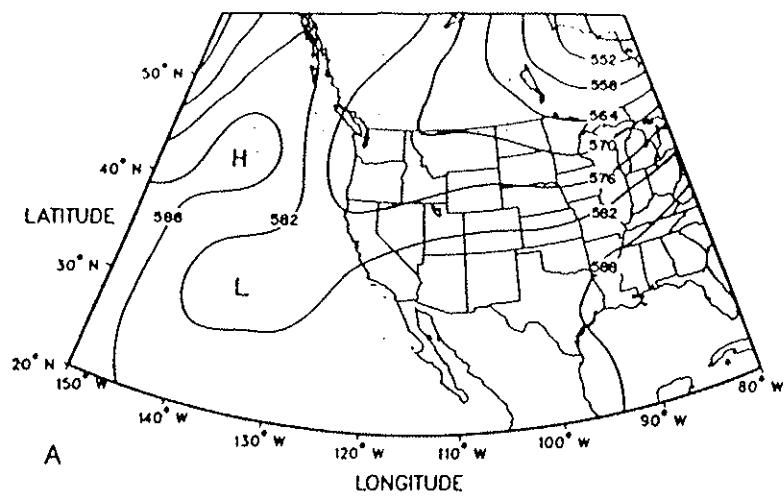 50° N
552
558
564
570
H
40° N
576
LATITUDE
586
582
582
30° N
L
588
20° N
150° W
80° W
140° W
90° W
130° W
120° W
110° W
100° W
A
LONGITUDE